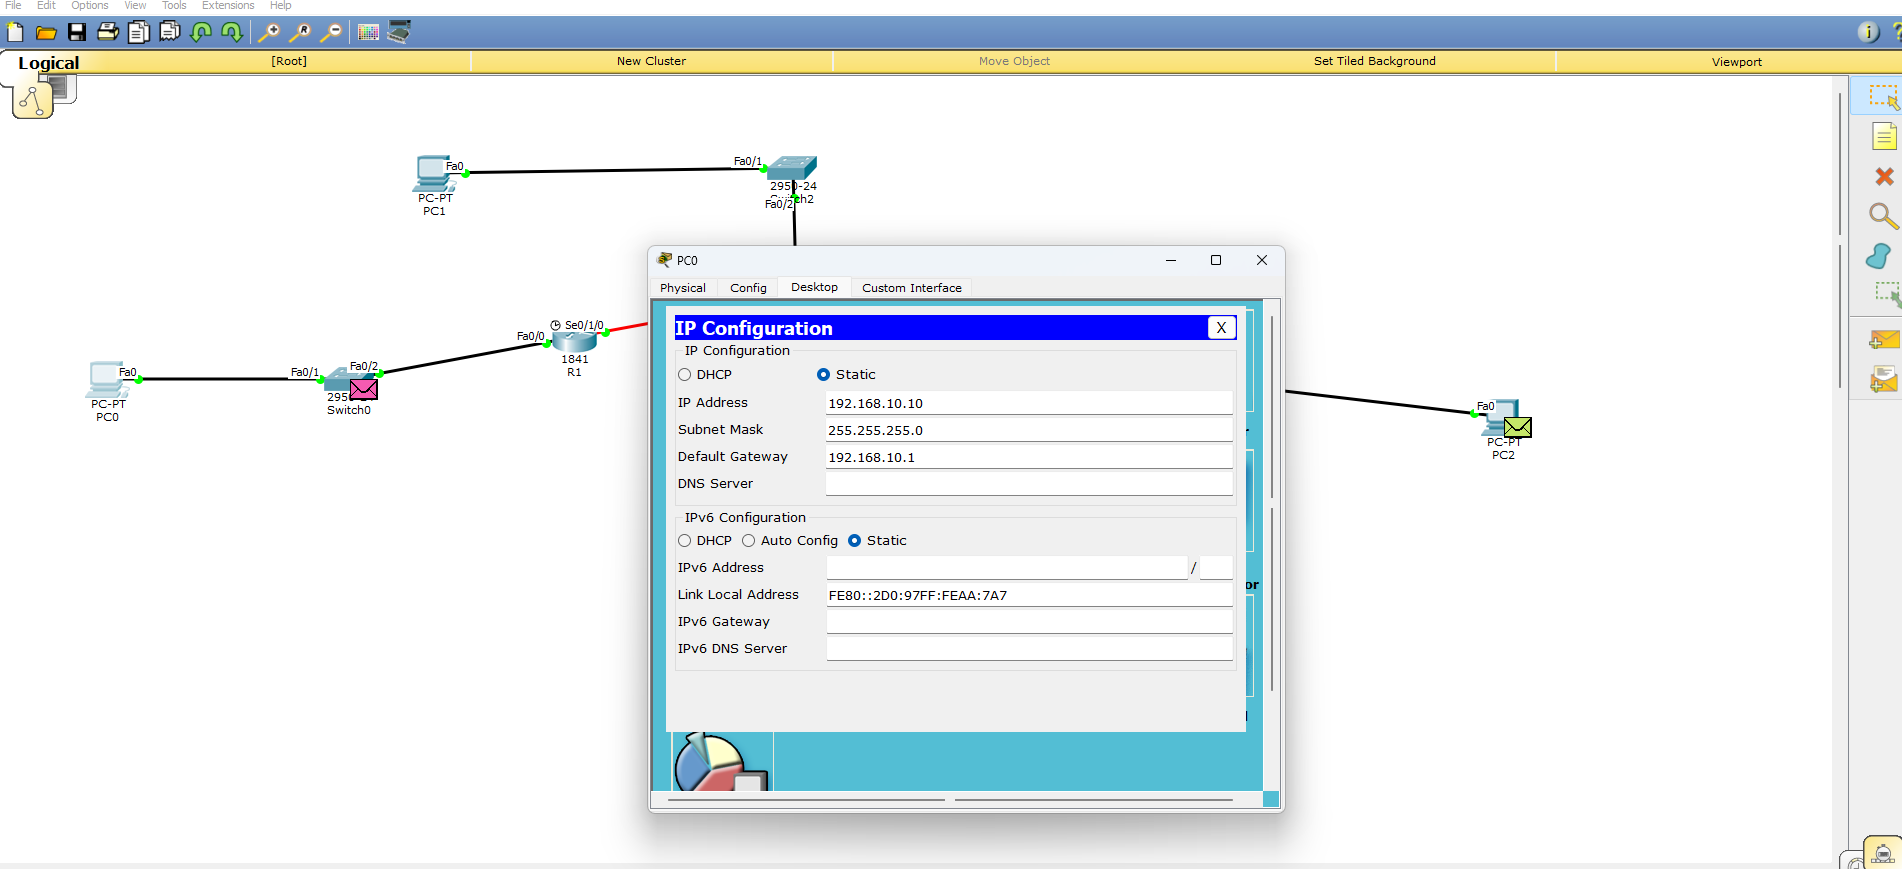 File Edit Options View Tools Extensions Help
Logical [Root] New Cluster Move Object Set Tiled Background Viewport
Fa0 Fa0/1
PC-PT
PC1
2950-24
Fa0/2
PC0
Physical Config Desktop Custom Interface
IP Configuration X
IP Configuration
DHCP Static
IP Address 192.168.10.10
Subnet Mask 255.255.255.0
Default Gateway 192.168.10.1
DNS Server
IPv6 Configuration
DHCP Auto Config Static
IPv6 Address /
Link Local Address FE80::2D0:97FF:FEAA:7A7
IPv6 Gateway
IPv6 DNS Server
Fa0/0 Se0/1/0
1841
R1
Fa0 Fa0/1 Fa0/2
PC-PT
PC0
Switch0
Fa0
PC-PT
PC2